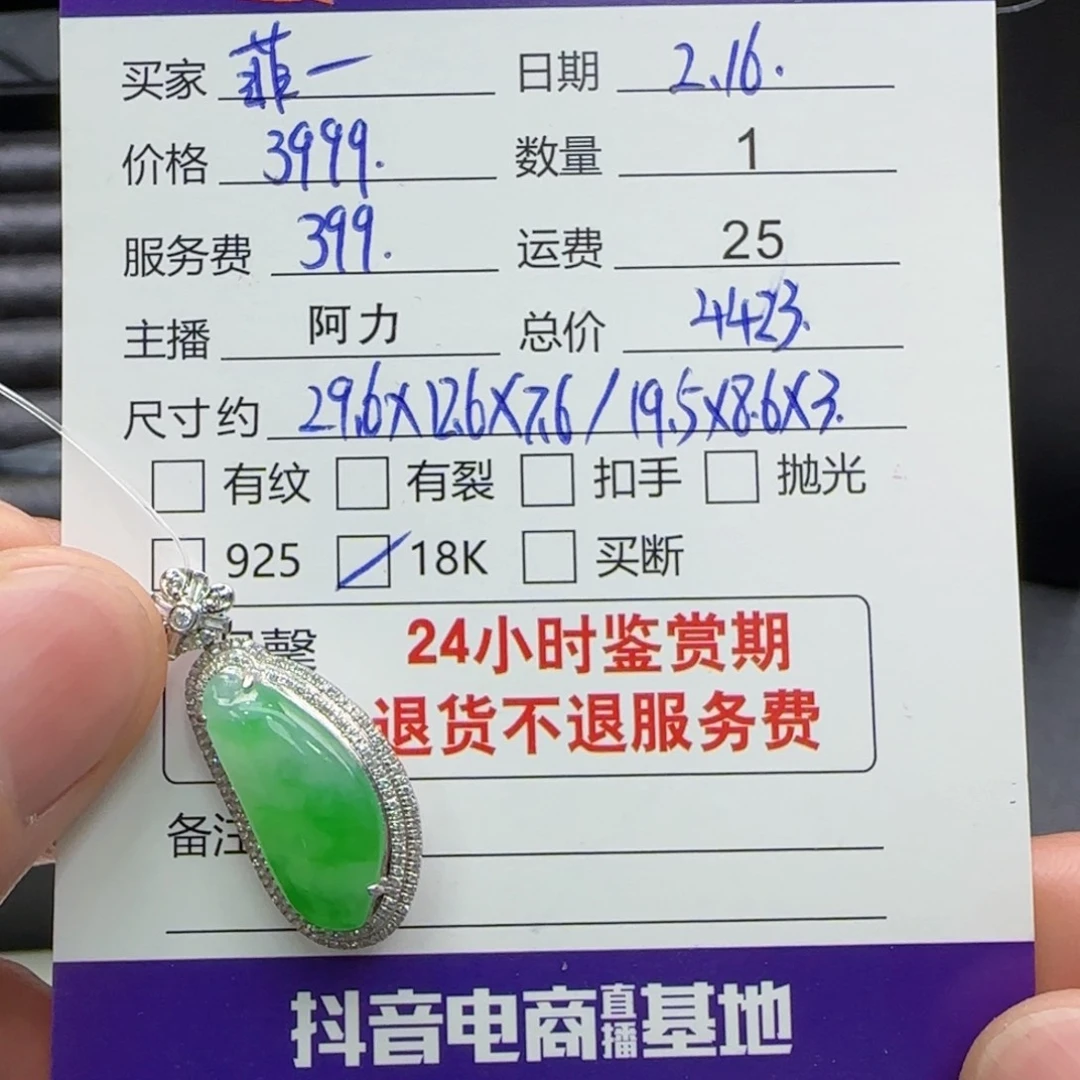 买家 菲一 日期 2.16.
价格 3999. 数量 1
服务费 399. 运费 25
主播 阿力 总价 4423.
尺寸约 29.6X12.6X7.6/19.5X8.6X3.
有纹 有裂 扣手 抛光
925 18K 买断
馨 24小时鉴赏期
退货不退服务费
备注
抖音电商直播基地